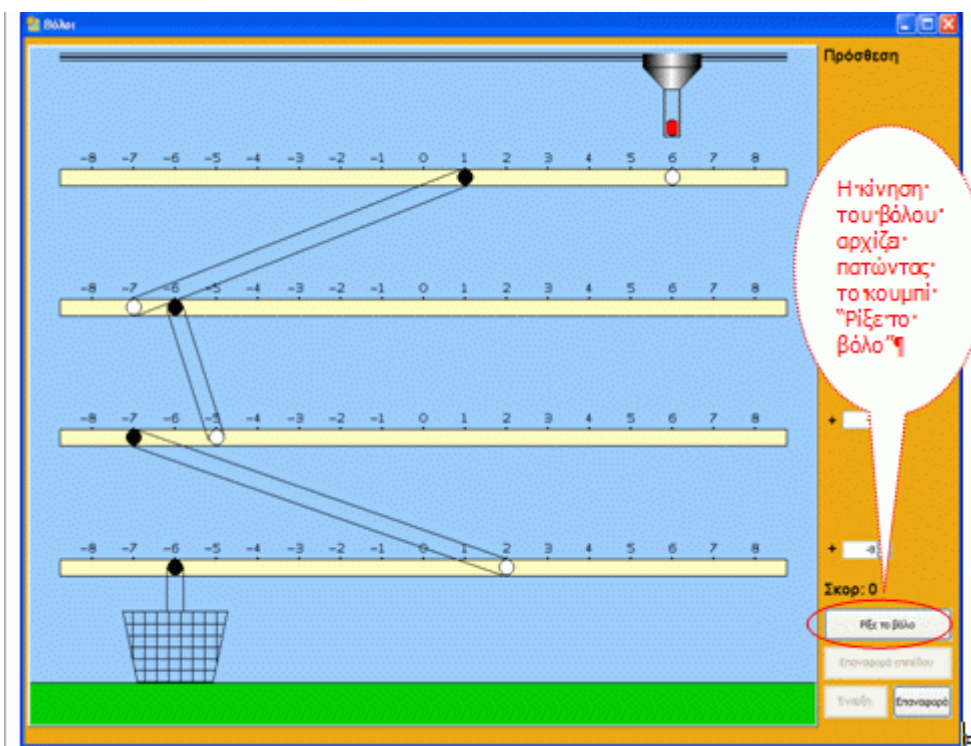 Βόλοι
Πρόσθεση
-8 -7 -6 -5 -4 -3 -2 -1 0 1 2 3 4 5 6 7 8
-8 -7 -6 -5 -4 -3 -2 -1 0 1 2 3 4 5 6 7 8
-8 -7 -6 -5 -4 -3 -2 -1 0 1 2 3 4 5 6 7 8
-8 -7 -6 -5 -4 -3 -2 -1 0 1 2 3 4 5 6 7 8
Η·κίνηση·
του·βόλου·
αρχίζει·
πατώντας·
το·κουμπί·
"Ρίξε·το·
βόλο"¶
+
+ -8
Σκορ: 0
Ρίξε το βόλο
Επαναφορά επιπέδου
Έναρξη Επαναφορά